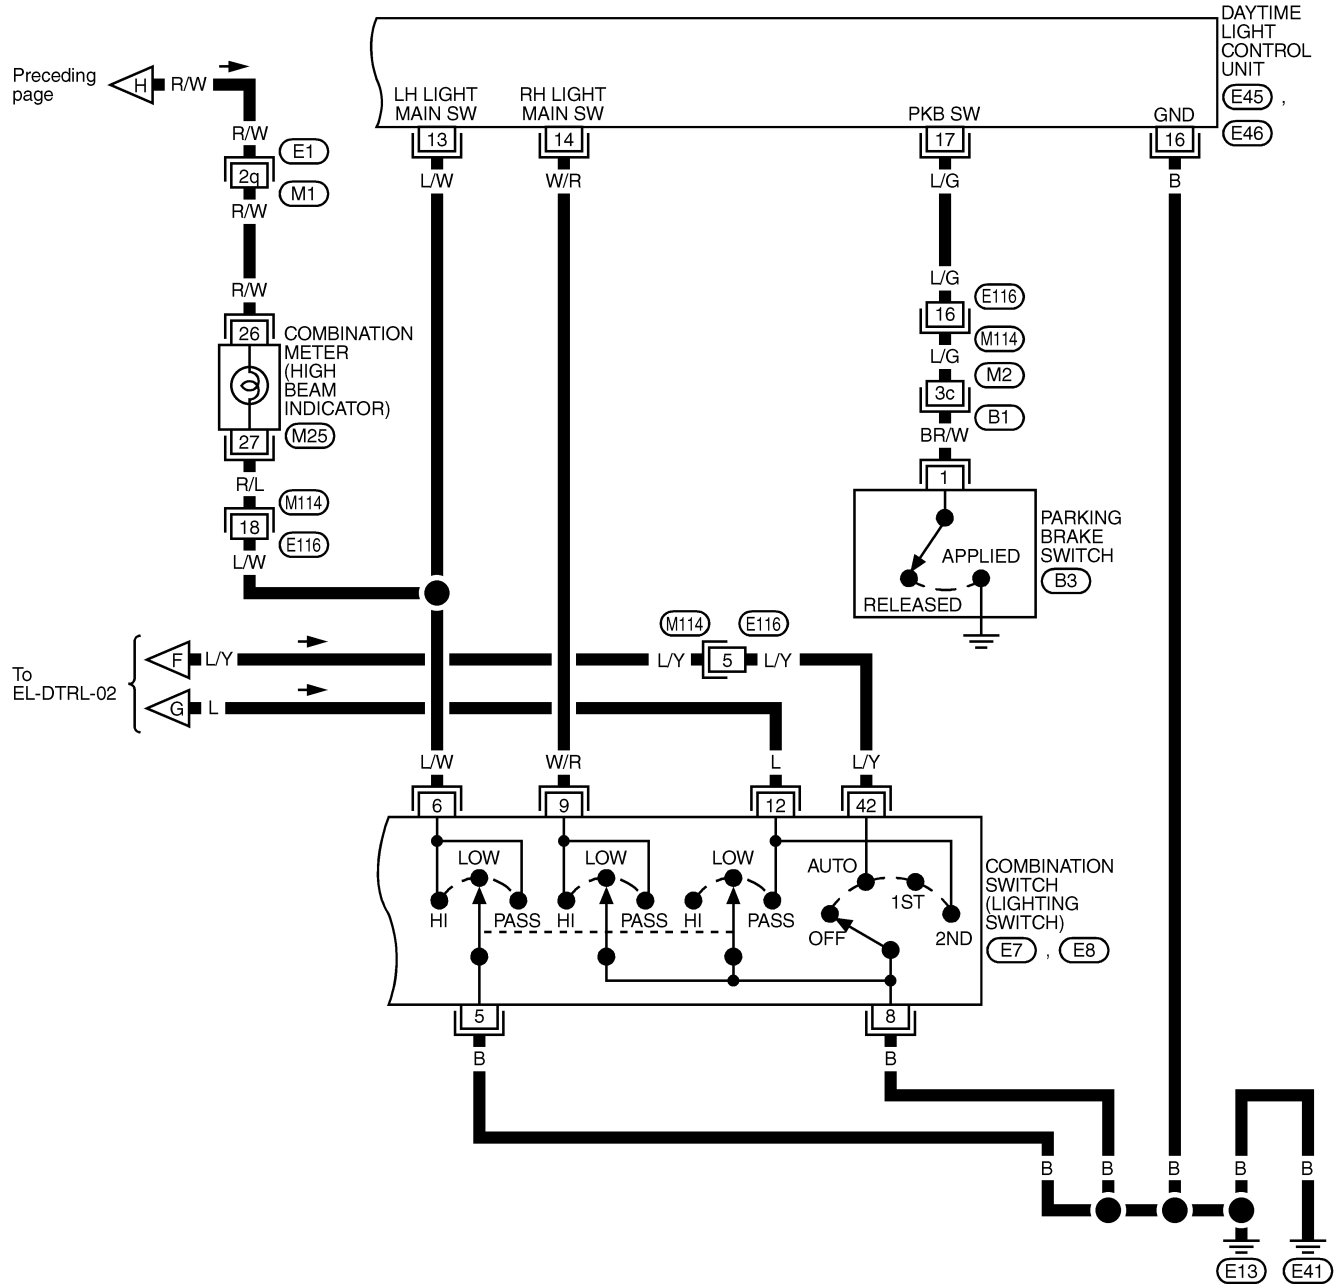 DAYTIME
LIGHT
CONTROL
UNIT
E45 ,
E46
Preceding
page
H
R/W
LH LIGHT
MAIN SW
RH LIGHT
MAIN SW
PKB SW
GND
13
14
17
16
R/W
E1
2q
M1
R/W
L/W
W/R
L/G
B
R/W
26
COMBINATION
METER
(HIGH
BEAM
INDICATOR)
27
M25
R/L
M114
18
E116
L/W
L/G
E116
16
M114
L/G
M2
3c
B1
BR/W
1
PARKING
BRAKE
SWITCH
B3
APPLIED
RELEASED
To
EL-DTRL-02
F
L/Y
G
L
M114
E116
L/Y
5
L/Y
L/W
W/R
L
L/Y
6
9
12
42
LOW
HI
PASS
LOW
HI
PASS
LOW
HI
PASS
AUTO
1ST
OFF
2ND
COMBINATION
SWITCH
(LIGHTING
SWITCH)
E7 , E8
5
8
B
B
B
B
B
B
B
E13
E41